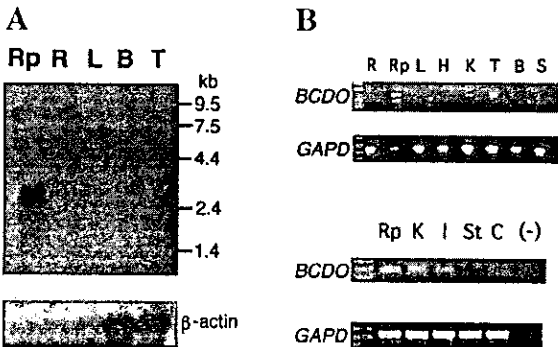 A
Rp R L B T
kb
9.5
7.5
4.4
2.4
1.4
β-actin
B
R Rp L H K T B S
BCDO
GAPD
Rp K I St C (-)
BCDO
GAPD